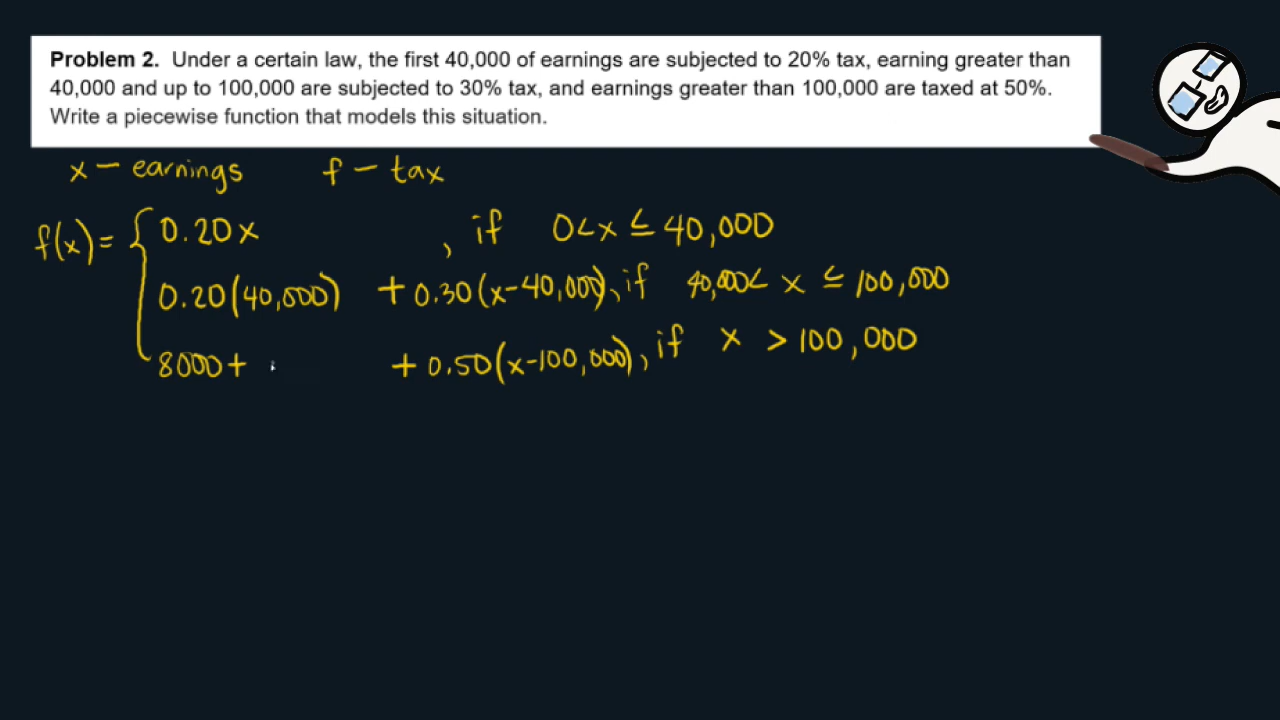 Problem 2. Under a certain law, the first 40,000 of earnings are subjected to 20% tax, earning greater than
40,000 and up to 100,000 are subjected to 30% tax, and earnings greater than 100,000 are taxed at 50%.
Write a piecewise function that models this situation.
x – earnings f – tax
f(x) = { 0.20x , if 0 < x ≤ 40,000
0.20(40,000) + 0.30(x-40,000), if 40,000 < x ≤ 100,000
8000 + + 0.50(x-100,000), if x > 100,000